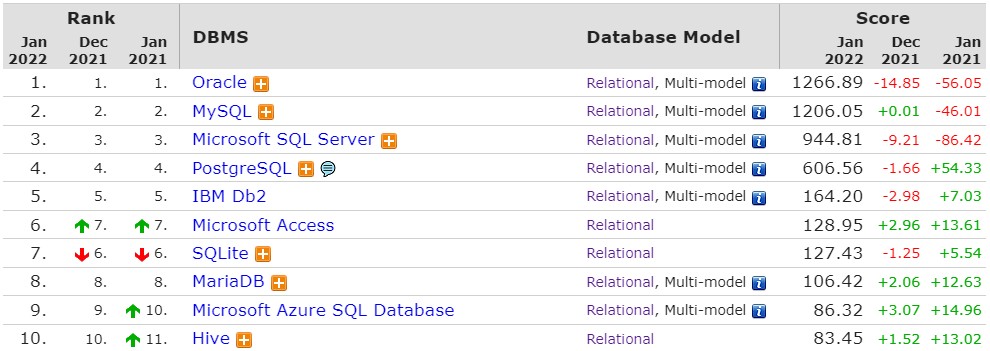 Rank DBMS Database Model Score
Jan 2022 Dec 2021 Jan 2021 Jan 2022 Dec 2021 Jan 2021
1. 1. 1. Oracle Relational, Multi-model 1266.89 -14.85 -56.05
2. 2. 2. MySQL Relational, Multi-model 1206.05 +0.01 -46.01
3. 3. 3. Microsoft SQL Server Relational, Multi-model 944.81 -9.21 -86.42
4. 4. 4. PostgreSQL Relational, Multi-model 606.56 -1.66 +54.33
5. 5. 5. IBM Db2 Relational, Multi-model 164.20 -2.98 +7.03
6. 7. 7. Microsoft Access Relational 128.95 +2.96 +13.61
7. 6. 6. SQLite Relational 127.43 -1.25 +5.54
8. 8. 8. MariaDB Relational, Multi-model 106.42 +2.06 +12.63
9. 9. 10. Microsoft Azure SQL Database Relational, Multi-model 86.32 +3.07 +14.96
10. 10. 11. Hive Relational 83.45 +1.52 +13.02